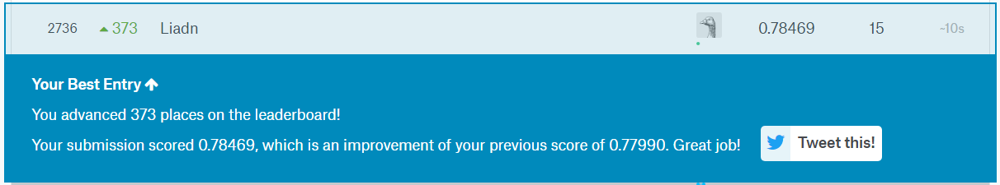 2736 373 Liadn 0.78469 15 ~10s
Your Best Entry
You advanced 373 places on the leaderboard!
Your submission scored 0.78469, which is an improvement of your previous score of 0.77990. Great job!
Tweet this!